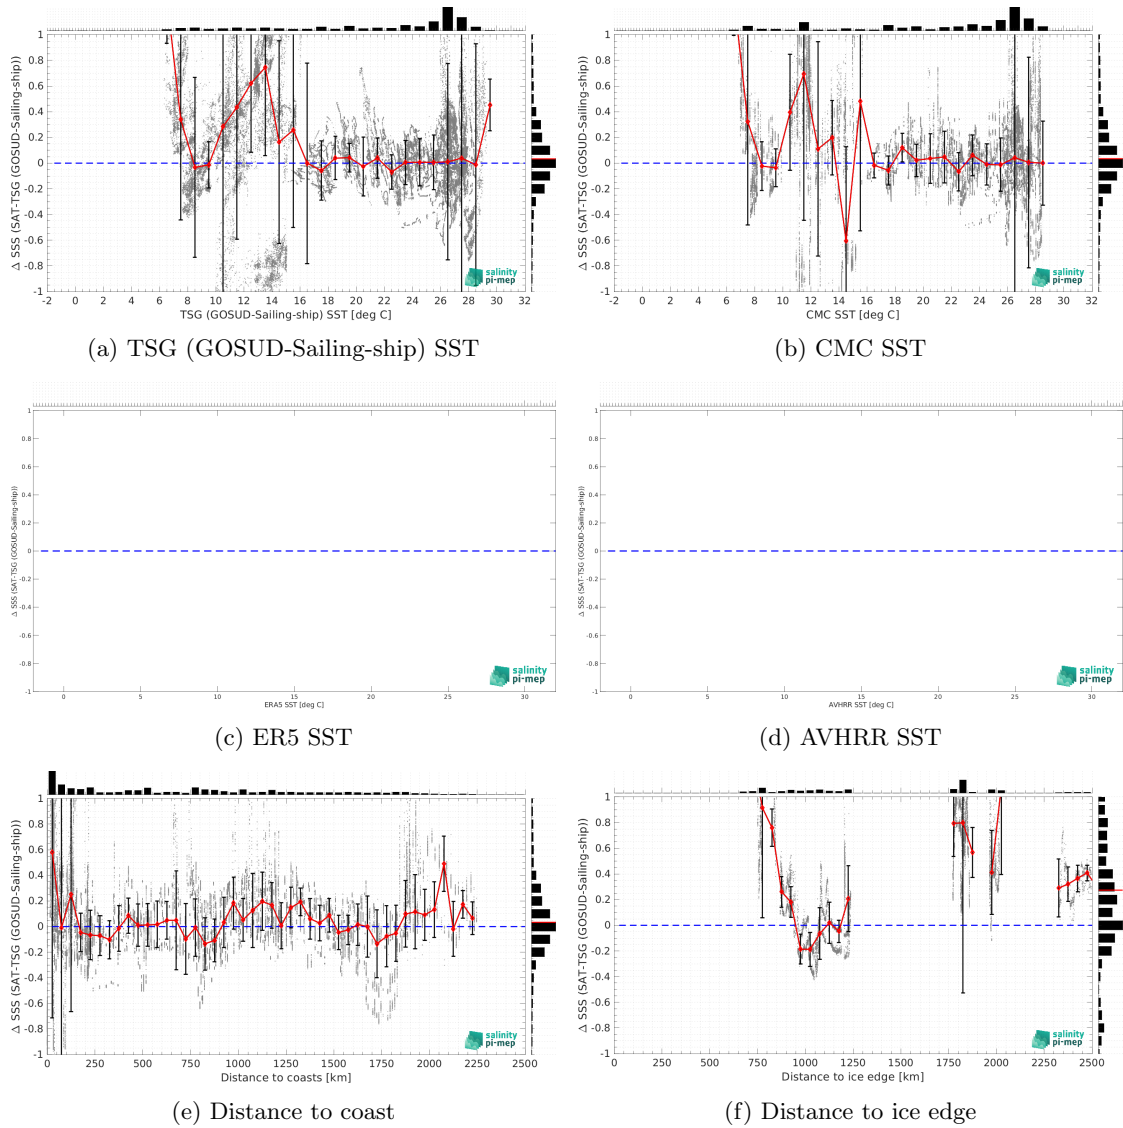 1
0.8
0.6
0.4
0.2
0
-0.2
-0.4
-0.6
-0.8
-1
Δ SSS (SAT-TSG (GOSUD-Sailing-ship))
-2 0 2 4 6 8 10 12 14 16 18 20 22 24 26 28 30 32
TSG (GOSUD-Sailing-ship) SST [deg C]
salinity
pi-mep
(a) TSG (GOSUD-Sailing-ship) SST
1
0.8
0.6
0.4
0.2
0
-0.2
-0.4
-0.6
-0.8
-1
Δ SSS (SAT-TSG (GOSUD-Sailing-ship))
-2 0 2 4 6 8 10 12 14 16 18 20 22 24 26 28 30 32
CMC SST [deg C]
salinity
pi-mep
(b) CMC SST
1
0.8
0.6
0.4
0.2
0
-0.2
-0.4
-0.6
-0.8
-1
Δ SSS (SAT-TSG (GOSUD-Sailing-ship))
0 5 10 15 20 25 30
ERA5 SST [deg C]
salinity
pi-mep
(c) ER5 SST
1
0.8
0.6
0.4
0.2
0
-0.2
-0.4
-0.6
-0.8
-1
Δ SSS (SAT-TSG (GOSUD-Sailing-ship))
0 5 10 15 20 25 30
AVHRR SST [deg C]
salinity
pi-mep
(d) AVHRR SST
1
0.8
0.6
0.4
0.2
0
-0.2
-0.4
-0.6
-0.8
-1
Δ SSS (SAT-TSG (GOSUD-Sailing-ship))
0 250 500 750 1000 1250 1500 1750 2000 2250 2500
Distance to coasts [km]
salinity
pi-mep
(e) Distance to coast
1
0.8
0.6
0.4
0.2
0
-0.2
-0.4
-0.6
-0.8
-1
Δ SSS (SAT-TSG (GOSUD-Sailing-ship))
0 250 500 750 1000 1250 1500 1750 2000 2250 2500
Distance to ice edge [km]
salinity
pi-mep
(f) Distance to ice edge